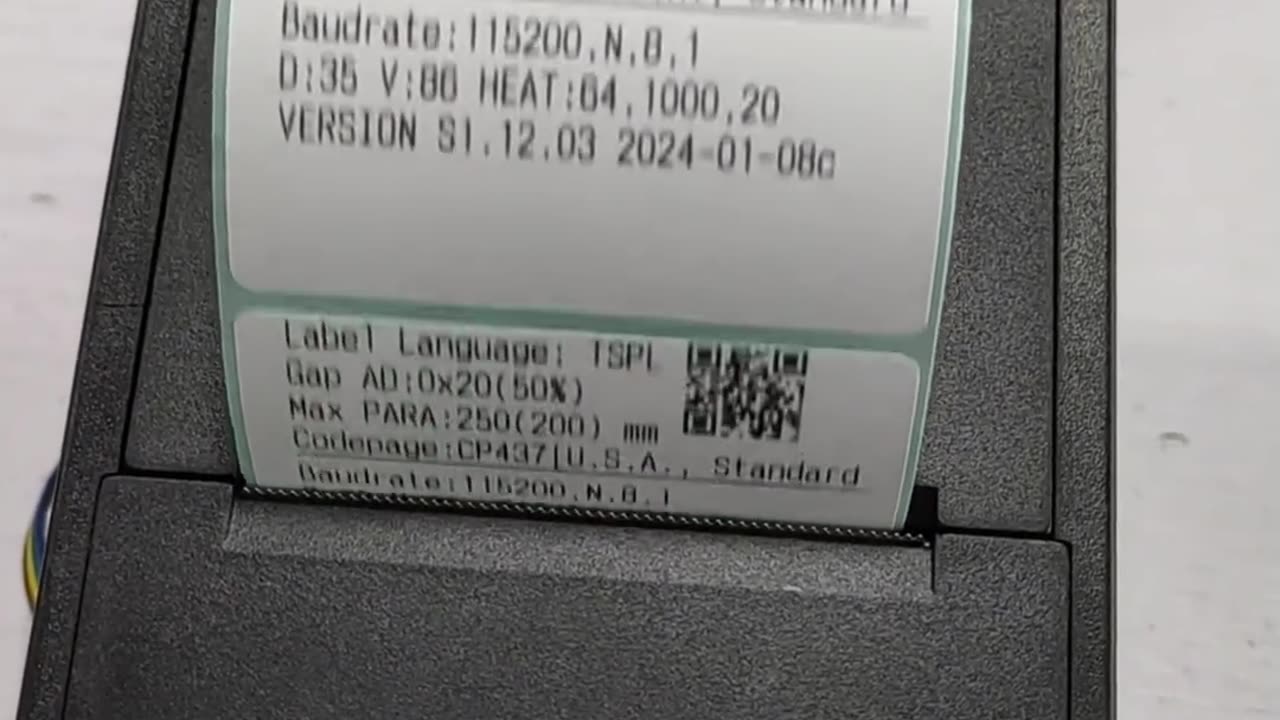 Baudrate:115200,N,8,1
D:35 V:86 HEAT:64,1000,20
VERSION S1.12.03 2024-01-08c
Label Language: TSPL
Gap AD:0x20(50%)
Max PARA:250(200) mm
Codepage:CP437[U.S.A., Standard
Baudrate:115200,N,8,1